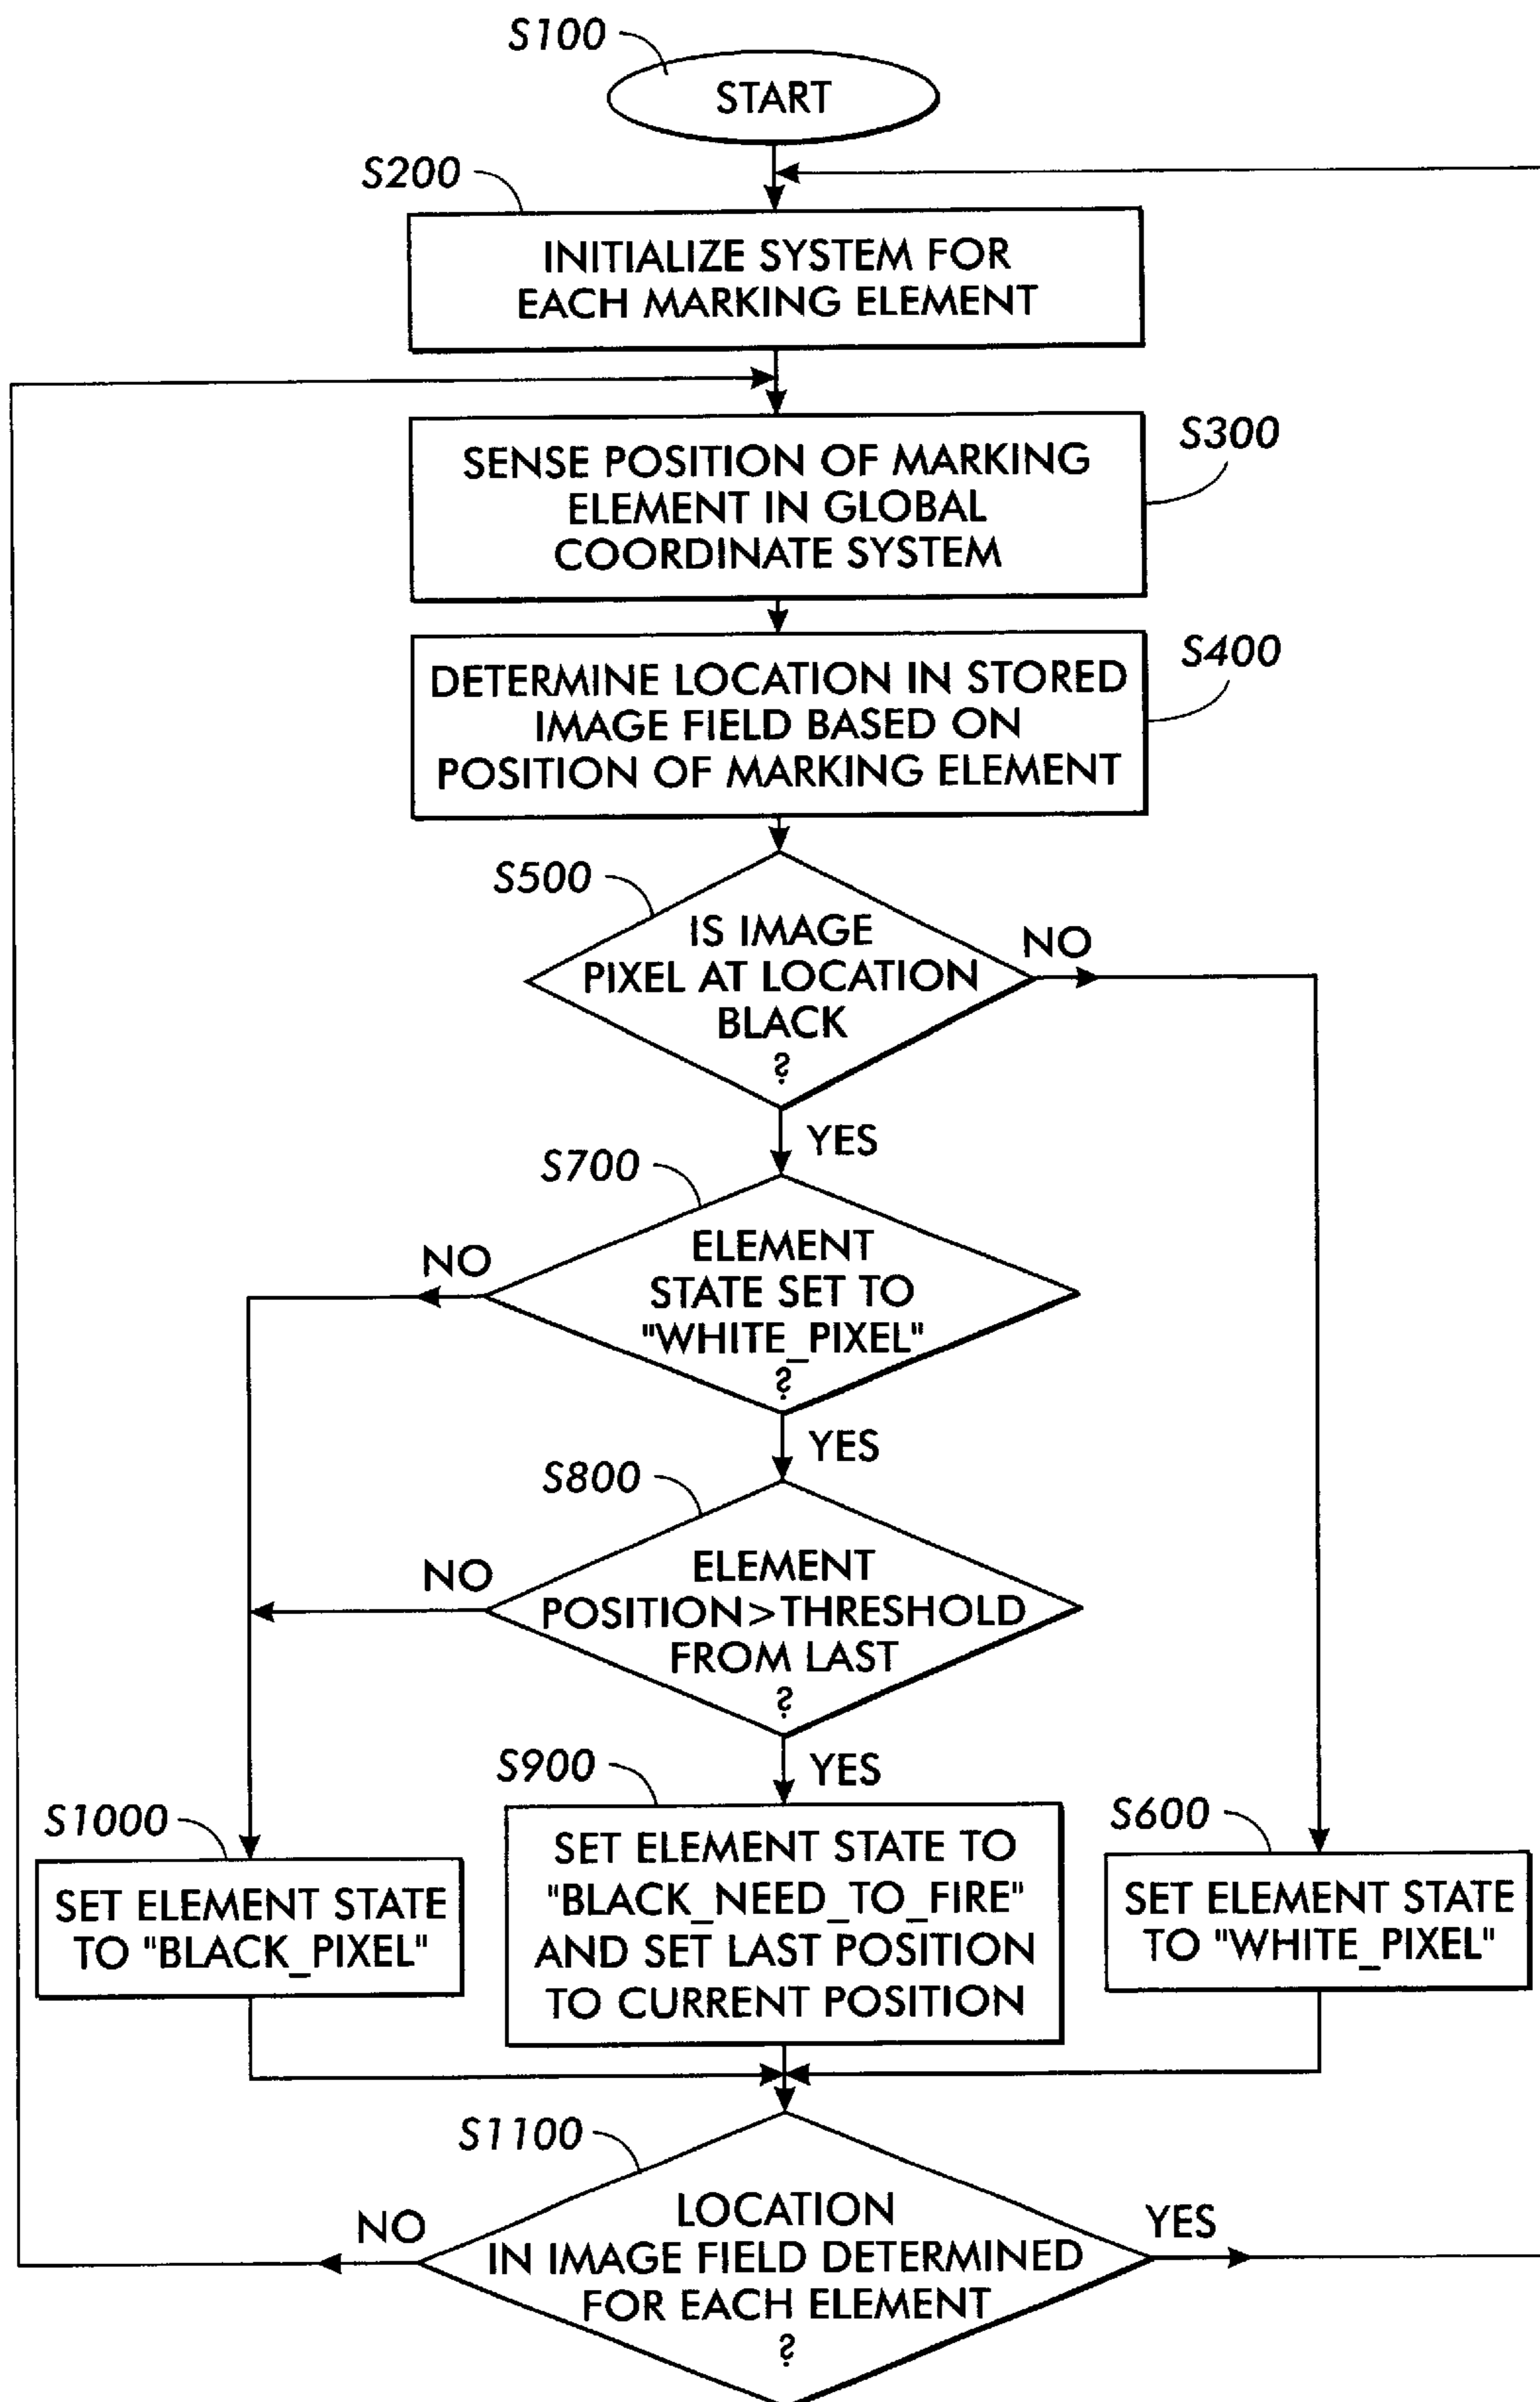 S100
START
S200
INITIALIZE SYSTEM FOR
EACH MARKING ELEMENT
S300
SENSE POSITION OF MARKING
ELEMENT IN GLOBAL
COORDINATE SYSTEM
S400
DETERMINE LOCATION IN STORED
IMAGE FIELD BASED ON
POSITION OF MARKING ELEMENT
S500
IS IMAGE
PIXEL AT LOCATION
BLACK
?
NO
YES
S700
ELEMENT
STATE SET TO
"WHITE_PIXEL"
?
NO
YES
S800
ELEMENT
POSITION>THRESHOLD
FROM LAST
?
NO
YES
S900
SET ELEMENT STATE TO
"BLACK_NEED_TO_FIRE"
AND SET LAST POSITION
TO CURRENT POSITION
S1000
SET ELEMENT STATE
TO "BLACK_PIXEL"
S600
SET ELEMENT STATE
TO "WHITE_PIXEL"
S1100
LOCATION
IN IMAGE FIELD DETERMINED
FOR EACH ELEMENT
?
NO
YES